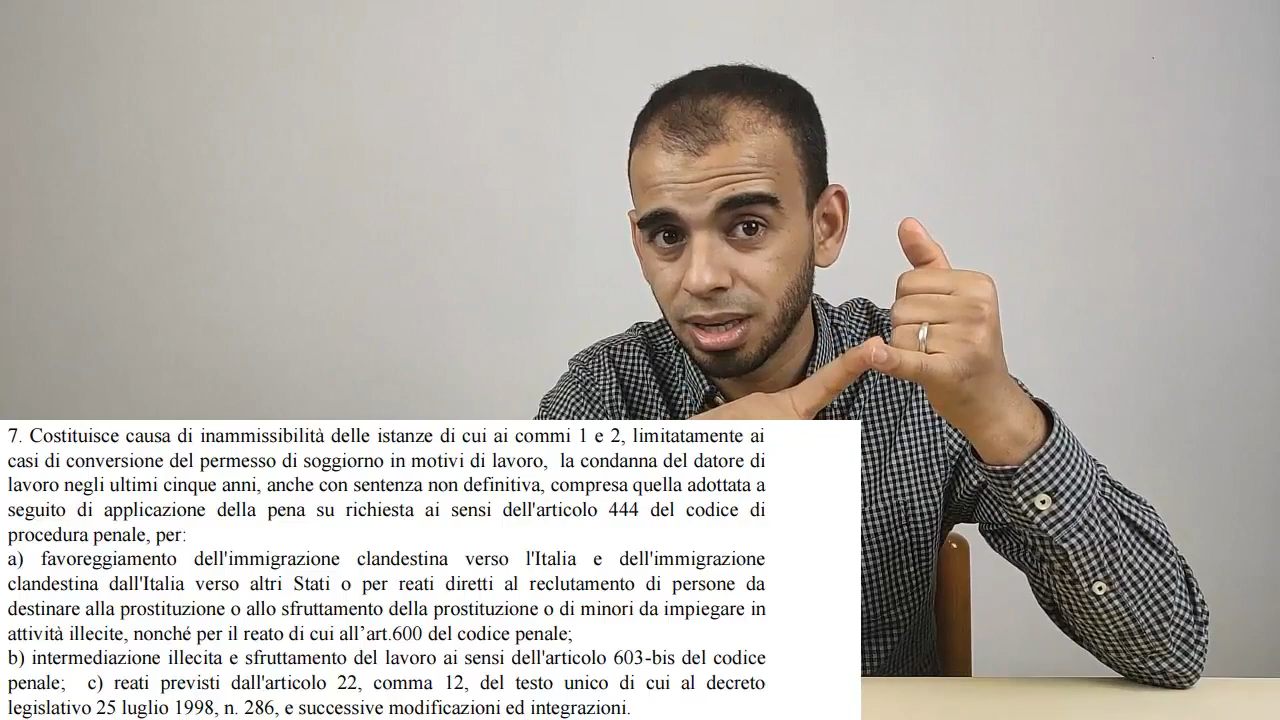 7. Costituisce causa di inammissibilità delle istanze di cui ai commi 1 e 2, limitatamente ai
casi di conversione del permesso di soggiorno in motivi di lavoro, la condanna del datore di
lavoro negli ultimi cinque anni, anche con sentenza non definitiva, compresa quella adottata a
seguito di applicazione della pena su richiesta ai sensi dell'articolo 444 del codice di
procedura penale, per:
a) favoreggiamento dell'immigrazione clandestina verso l'Italia e dell'immigrazione
clandestina dall'Italia verso altri Stati o per reati diretti al reclutamento di persone da
destinare alla prostituzione o allo sfruttamento della prostituzione o di minori da impiegare in
attività illecite, nonché per il reato di cui all’art.600 del codice penale;
b) intermediazione illecita e sfruttamento del lavoro ai sensi dell'articolo 603-bis del codice
penale; c) reati previsti dall'articolo 22, comma 12, del testo unico di cui al decreto
legislativo 25 luglio 1998, n. 286, e successive modificazioni ed integrazioni.